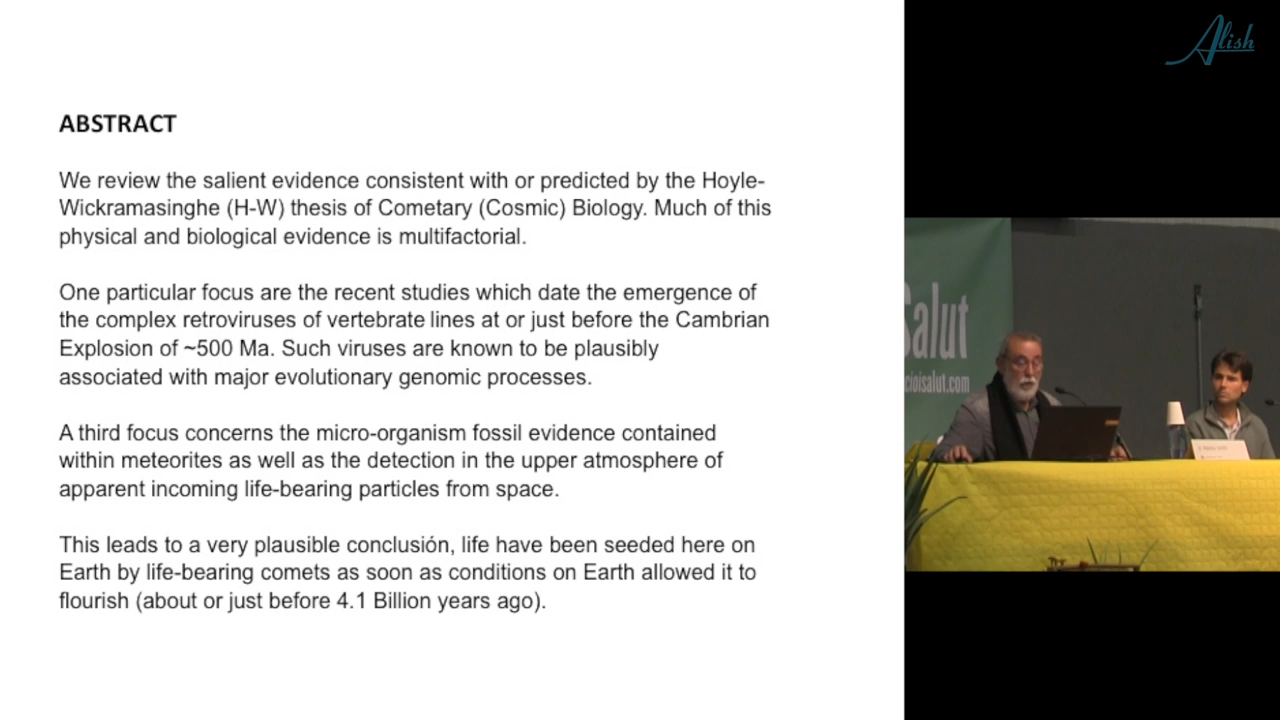 ABSTRACT
We review the salient evidence consistent with or predicted by the Hoyle-
Wickramasinghe (H-W) thesis of Cometary (Cosmic) Biology. Much of this
physical and biological evidence is multifactorial.
One particular focus are the recent studies which date the emergence of
the complex retroviruses of vertebrate lines at or just before the Cambrian
Explosion of ~500 Ma. Such viruses are known to be plausibly
associated with major evolutionary genomic processes.
A third focus concerns the micro-organism fossil evidence contained
within meteorites as well as the detection in the upper atmosphere of
apparent incoming life-bearing particles from space.
This leads to a very plausible conclusión, life have been seeded here on
Earth by life-bearing comets as soon as conditions on Earth allowed it to
flourish (about or just before 4.1 Billion years ago).
Alish
Salut
cioisalut.com